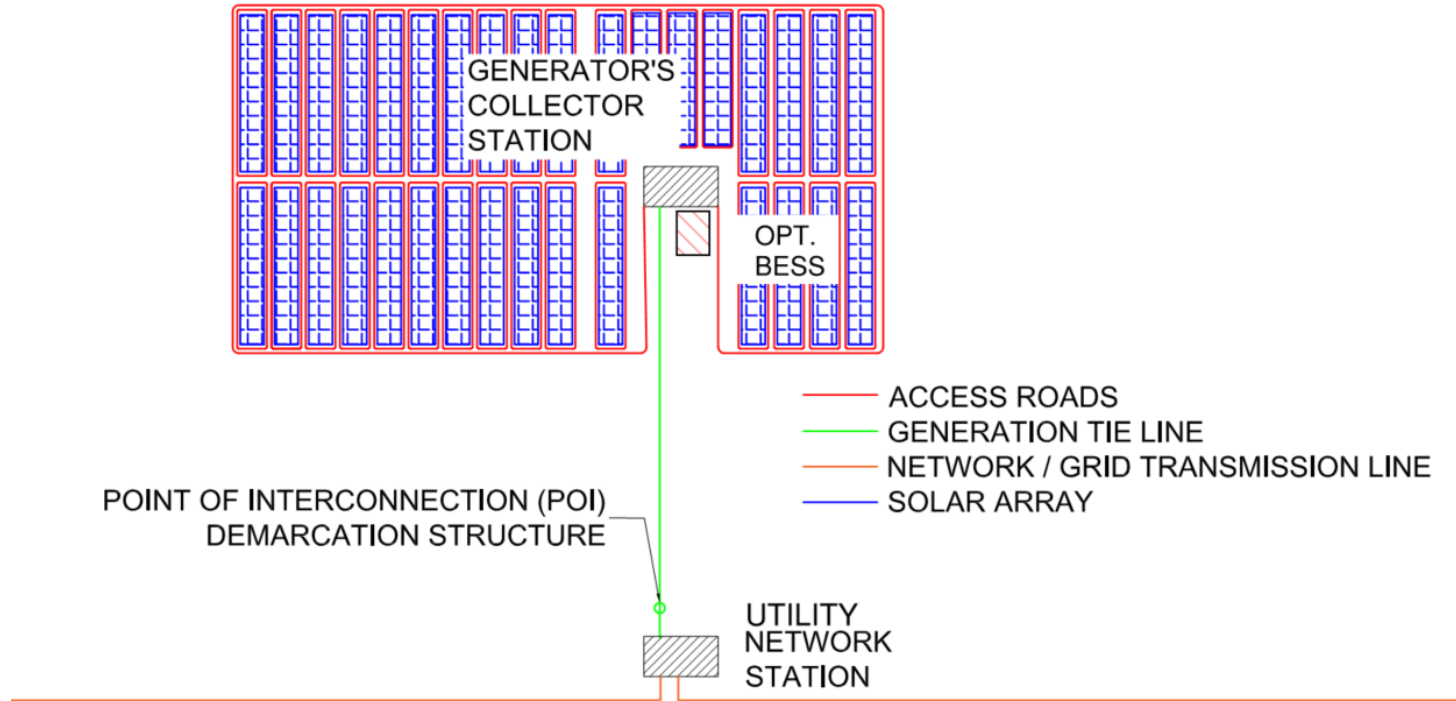 GENERATOR'S
COLLECTOR
STATION
OPT.
BESS
ACCESS ROADS
GENERATION TIE LINE
NETWORK / GRID TRANSMISSION LINE
SOLAR ARRAY
POINT OF INTERCONNECTION (POI)
DEMARCATION STRUCTURE
UTILITY
NETWORK
STATION